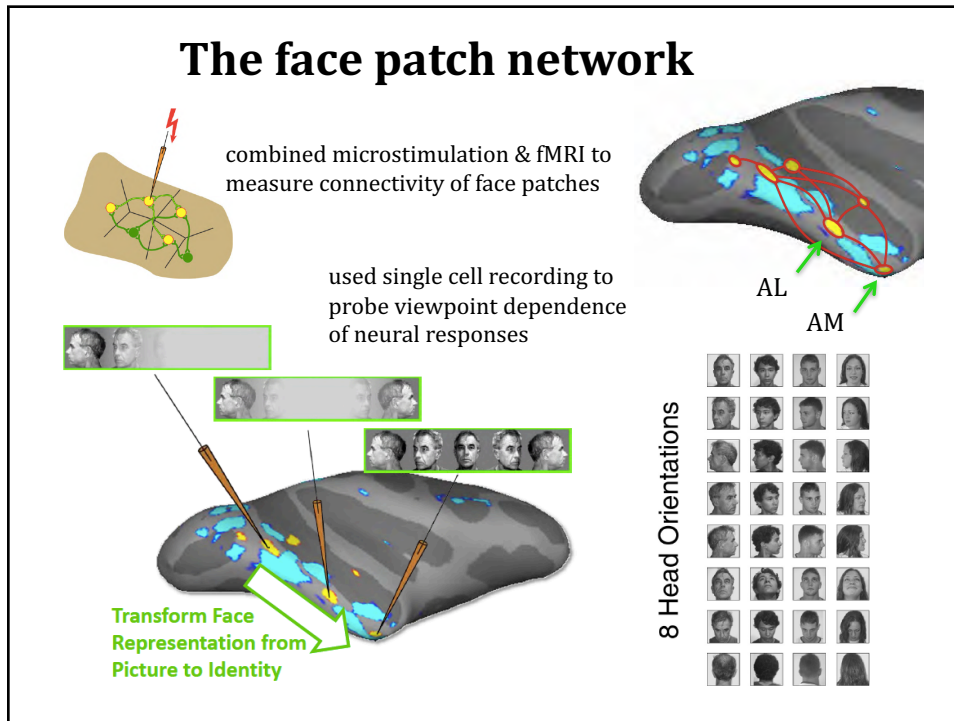 The face patch network
combined microstimulation & fMRI to
measure connectivity of face patches
used single cell recording to
probe viewpoint dependence
of neural responses
AL
AM
8 Head Orientations
Transform Face
Representation from
Picture to Identity